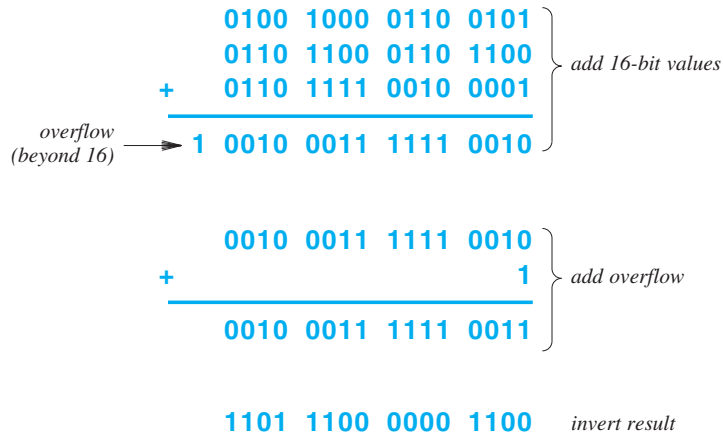 0100 1000 0110 0101
0110 1100 0110 1100
add 16-bit values
+ 0110 1111 0010 0001
overflow
(beyond 16)
1 0010 0011 1111 0010
0010 0011 1111 0010
+ 1
add overflow
0010 0011 1111 0011
1101 1100 0000 1100 invert result